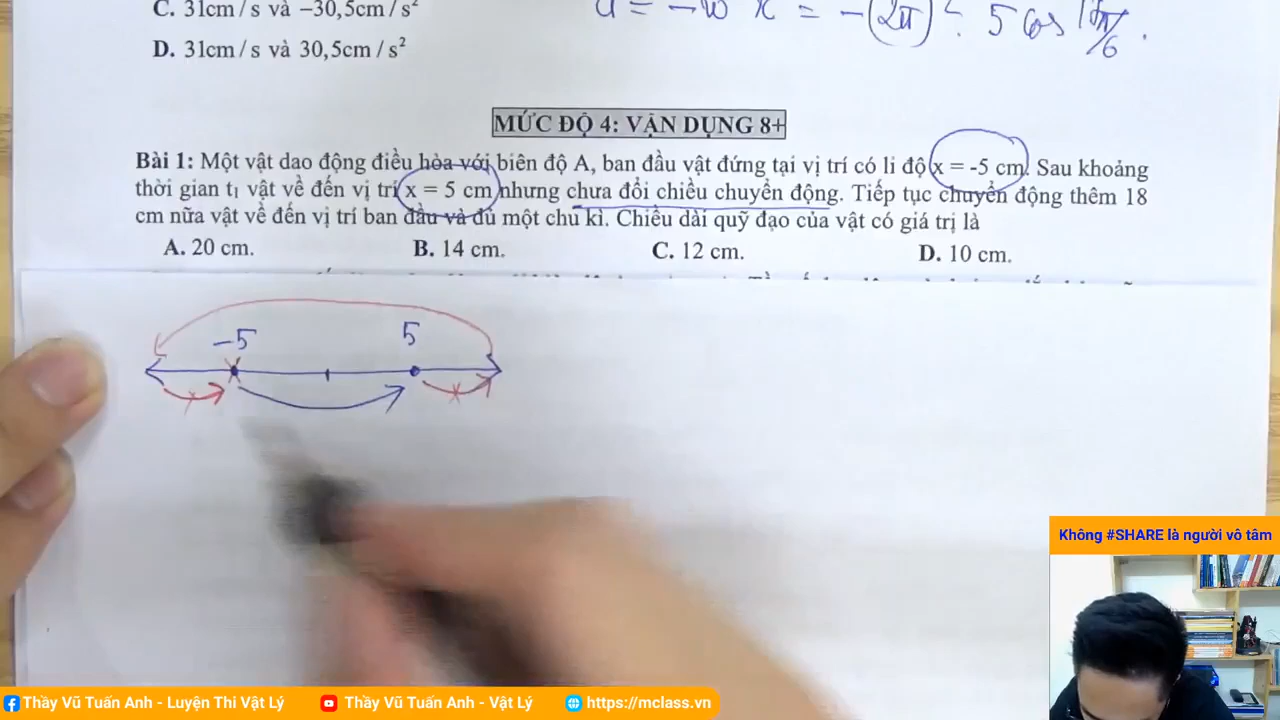 C. 31cm / s và −30,5cm / s²
D. 31cm / s và 30,5cm / s²
x = −(2π)². 5 cos
MỨC ĐỘ 4: VẬN DỤNG 8+
Bài 1: Một vật dao động điều hòa với biên độ A, ban đầu vật đứng tại vị trí có li độ x = -5 cm. Sau khoảng
thời gian t₁ vật về đến vị trí x = 5 cm nhưng chưa đổi chiều chuyển động. Tiếp tục chuyển động thêm 18
cm nữa vật về đến vị trí ban đầu và đủ một chu kì. Chiều dài quỹ đạo của vật có giá trị là
A. 20 cm. B. 14 cm. C. 12 cm. D. 10 cm.
−5 5
Không #SHARE là người vô tâm
Thầy Vũ Tuấn Anh - Luyện Thi Vật Lý Thầy Vũ Tuấn Anh - Vật Lý https://mclass.vn